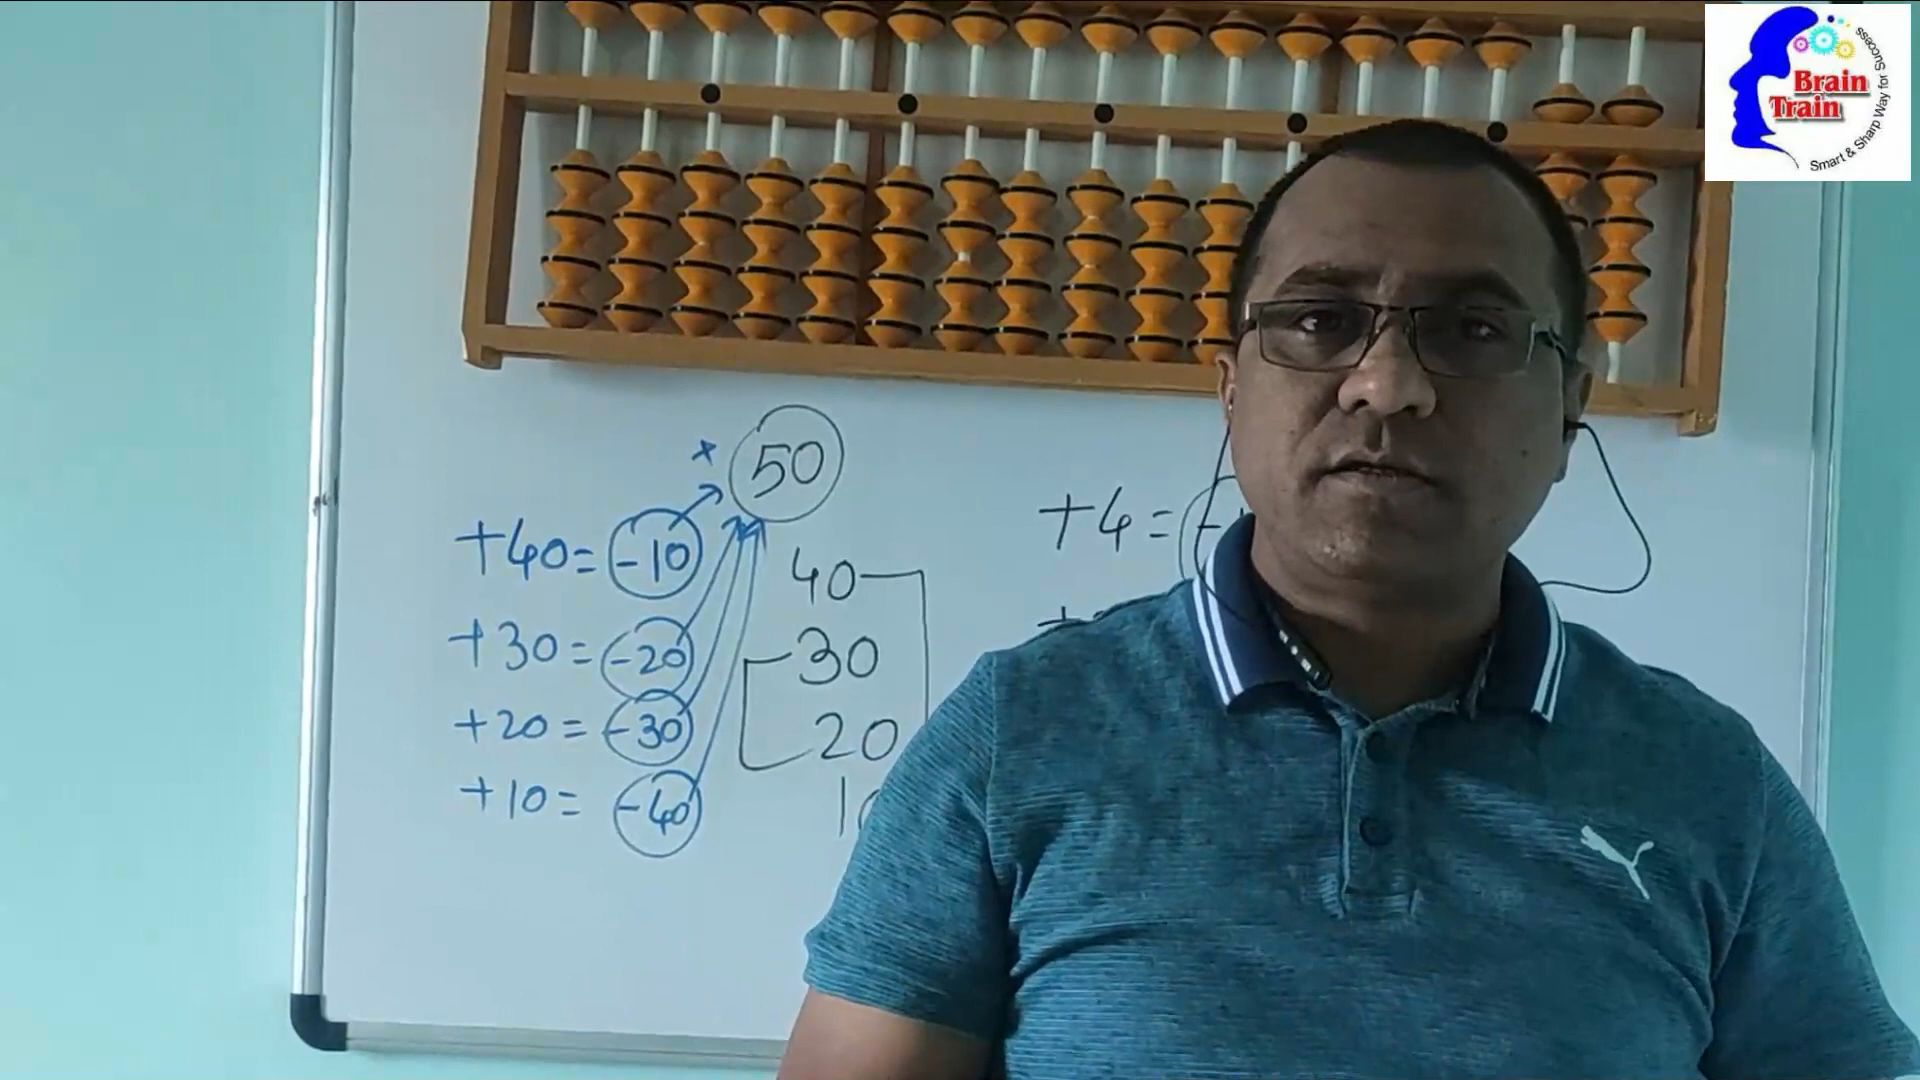 Brain
Train
Smart & Sharp Way for Success
50
+40 = -10
+30 = -20
+20 = -30
+10 = -40
40
30
20
+4 =